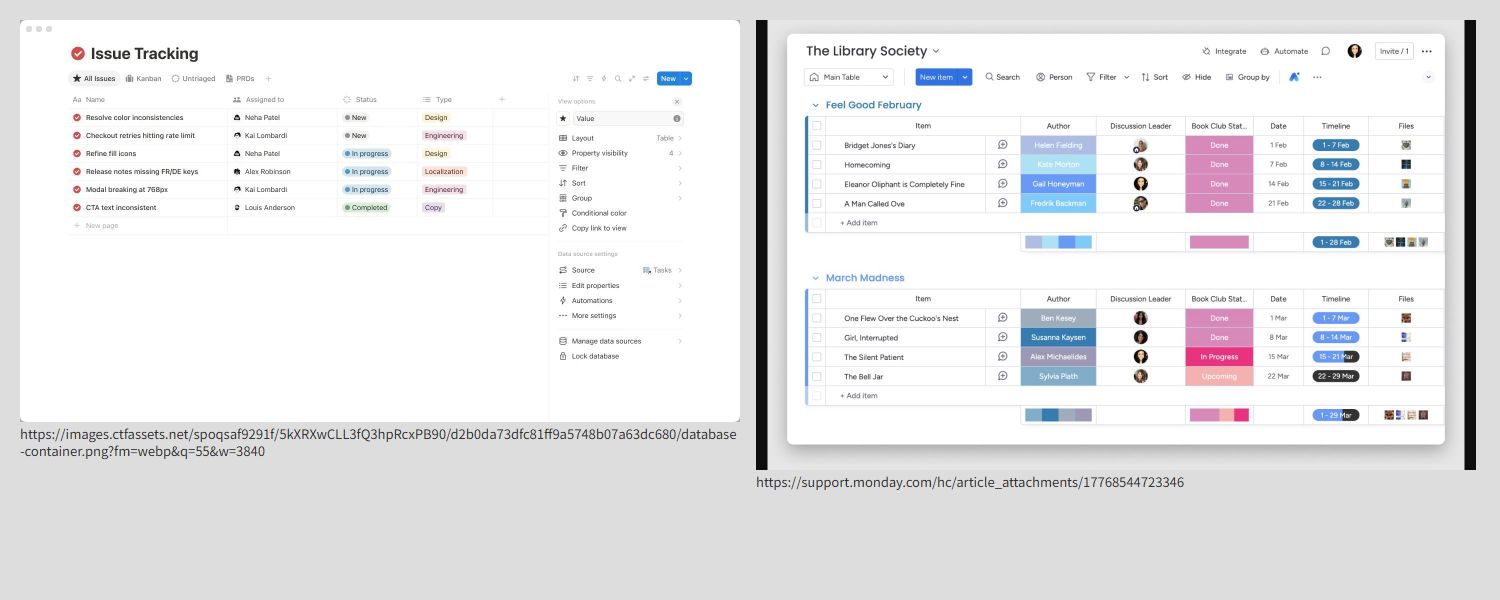 Issue Tracking
All Issues Kanban Untriaged PRDs +
New
Aa Name Assigned to Status Type +
Resolve color inconsistencies Neha Patel New Design
Checkout retries hitting rate limit Kai Lombardi New Engineering
Refine fill icons Neha Patel In progress Design
Release notes missing FR/DE keys Alex Robinson In progress Localization
Modal breaking at 768px Kai Lombardi In progress Engineering
CTA text inconsistent Louis Anderson Completed Copy
+ New page
View options
Value
Layout Table
Property visibility 4
Filter
Sort
Group
Conditional color
Copy link to view
Data source settings
Source Tasks
Edit properties
Automations
More settings
Manage data sources
Lock database
https://images.ctfassets.net/spoqsaf9291f/5kXRXwCLL3fQ3hpRcxPB90/d2b0da73dfc81ff9a5748b07a63dc680/database
-container.png?fm=webp&q=55&w=3840
The Library Society
Integrate Automate Invite / 1
Main Table New item Search Person Filter Sort Hide Group by
Feel Good February
Item Author Discussion Leader Book Club Stat... Date Timeline Files
Bridget Jones's Diary Helen Fielding Done 1 Feb 1 - 7 Feb
Homecoming Kate Morton Done 7 Feb 8 - 14 Feb
Eleanor Oliphant is Completely Fine Gail Honeyman Done 14 Feb 15 - 21 Feb
A Man Called Ove Fredrik Backman Done 21 Feb 22 - 28 Feb
+ Add item
1 - 28 Feb
March Madness
Item Author Discussion Leader Book Club Stat... Date Timeline Files
One Flew Over the Cuckoo's Nest Ben Kesey Done 1 Mar 1 - 7 Mar
Girl, Interrupted Susanna Kaysen Done 8 Mar 8 - 14 Mar
The Silent Patient Alex Michaelides In Progress 15 Mar 15 - 21 Mar
The Bell Jar Sylvia Plath Upcoming 22 Mar 22 - 29 Mar
+ Add item
1 - 29 Mar
https://support.monday.com/hc/article_attachments/17768544723346